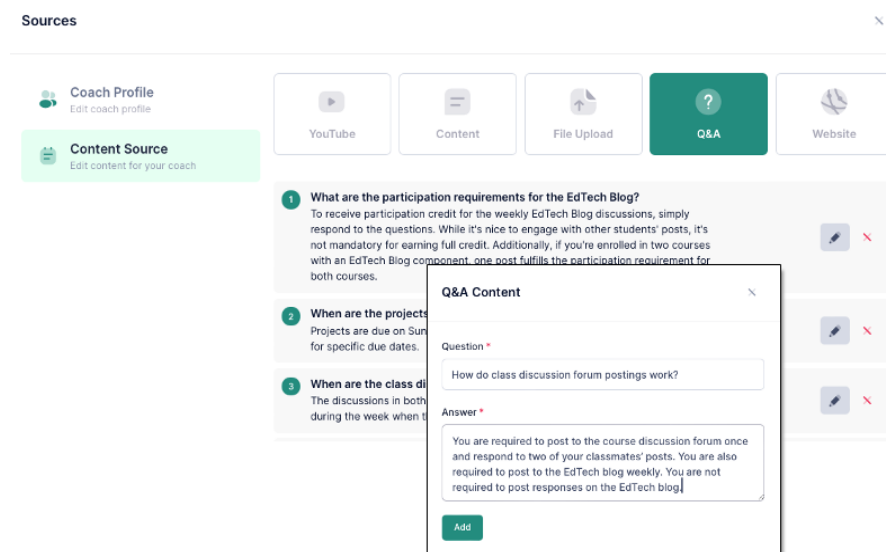 Sources
Coach Profile
Edit coach profile
Content Source
Edit content for your coach
YouTube
Content
File Upload
?
Q&A
Website
1
What are the participation requirements for the EdTech Blog?
To receive participation credit for the weekly EdTech Blog discussions, simply
respond to the questions. While it's nice to engage with other students' posts, it's
not mandatory for earning full credit. Additionally, if you're enrolled in two courses
with an EdTech Blog component, one post fulfills the participation requirement for
both courses.
2
When are the projects
Projects are due on Sun
for specific due dates.
3
When are the class di
The discussions in both
during the week when t
Q&A Content
Question *
How do class discussion forum postings work?
Answer *
You are required to post to the course discussion forum once
and respond to two of your classmates' posts. You are also
required to post to the EdTech blog weekly. You are not
required to post responses on the EdTech blog.
Add